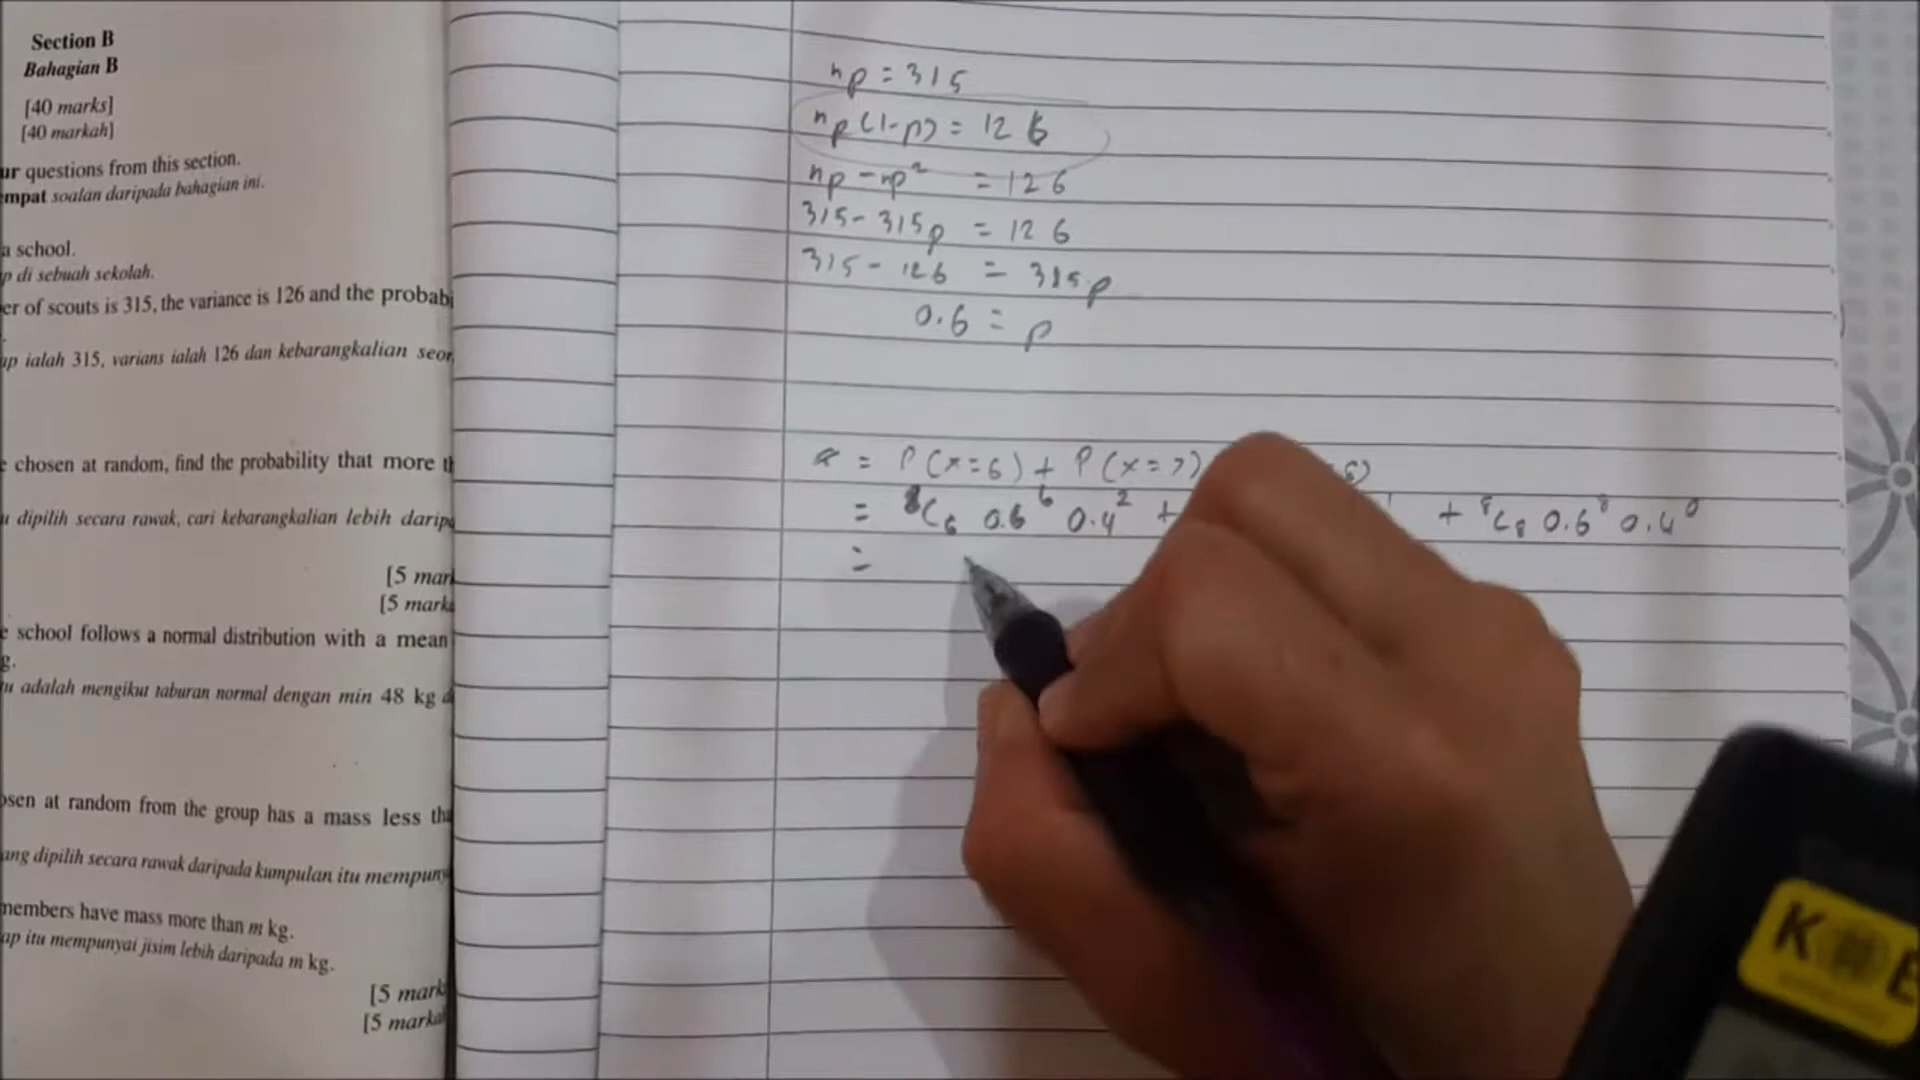 Section B
Bahagian B
[40 marks]
[40 markah]
ur questions from this section.
mpat soalan daripada bahagian ini.
a school.
p di sebuah sekolah.
er of scouts is 315, the variance is 126 and the probabi
ap ialah 315, varians ialah 126 dan kebarangkalian seor
e chosen at random, find the probability that more th
u dipilih secara rawak, cari kebarangkalian lebih daripa
[5 mar
[5 marka
e school follows a normal distribution with a mean
g.
tu adalah mengikut taburan normal dengan min 48 kg d
osen at random from the group has a mass less tha
ang dipilih secara rawak daripada kumpulan itu mempuny
members have mass more than m kg.
ap itu mempunyai jisim lebih daripada m kg.
[5 mark
[5 marka
np = 315
np(1-p) = 126
np - np² = 126
315 - 315p = 126
315 - 126 = 315p
0.6 = p
= P(x=6) + P(x=7)
= ⁸C₆ 0.6⁶ 0.4² + + ⁸C₈ 0.6⁸ 0.4⁰
=